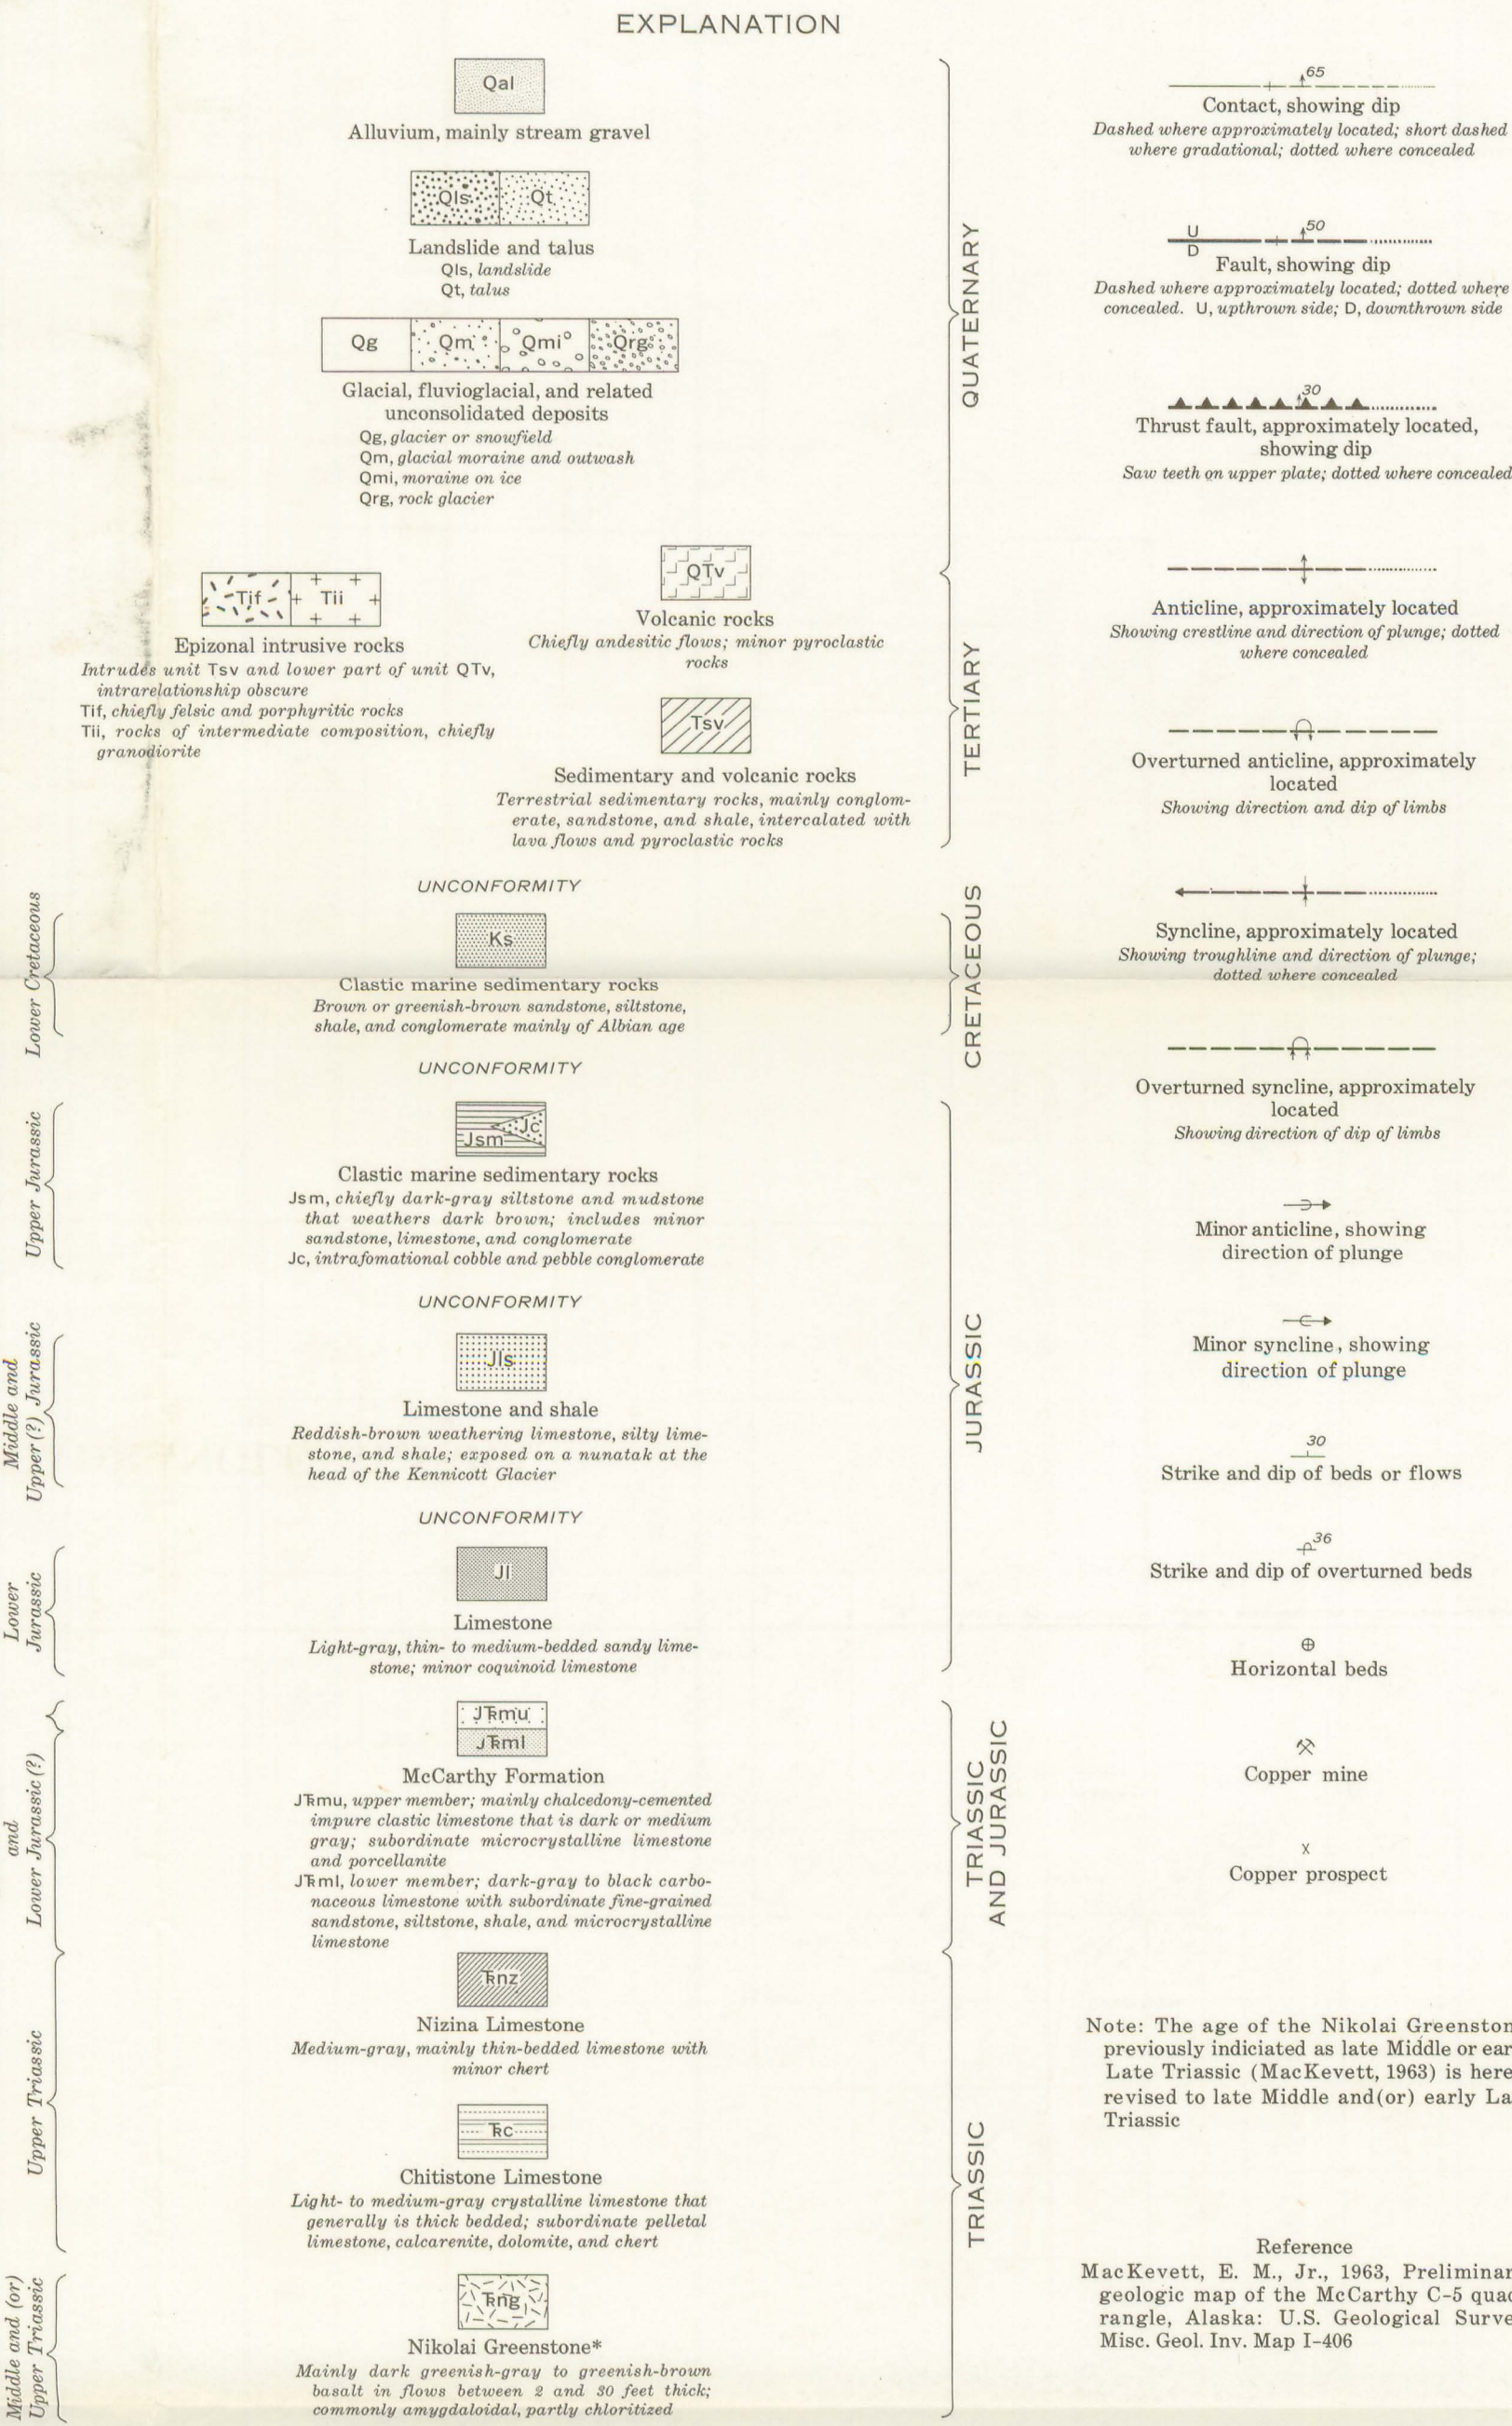 EXPLANATION
Qal
Alluvium, mainly stream gravel
Qls Qt
Landslide and talus
Qls, landslide
Qt, talus
Qg Qm Qmi Qrg
Glacial, fluvioglacial, and related
unconsolidated deposits
Qg, glacier or snowfield
Qm, glacial moraine and outwash
Qmi, moraine on ice
Qrg, rock glacier
Tif Tii
Epizonal intrusive rocks
Intrudes unit Tsv and lower part of unit QTv,
intrarelationship obscure
Tif, chiefly felsic and porphyritic rocks
Tii, rocks of intermediate composition, chiefly
granodiorite
QTv
Volcanic rocks
Chiefly andesitic flows; minor pyroclastic
rocks
Tsv
Sedimentary and volcanic rocks
Terrestrial sedimentary rocks, mainly conglom-
erate, sandstone, and shale, intercalated with
lava flows and pyroclastic rocks
UNCONFORMITY
Ks
Clastic marine sedimentary rocks
Brown or greenish-brown sandstone, siltstone,
shale, and conglomerate mainly of Albian age
UNCONFORMITY
Jc
Jsm
Clastic marine sedimentary rocks
Jsm, chiefly dark-gray siltstone and mudstone
that weathers dark brown; includes minor
sandstone, limestone, and conglomerate
Jc, intrafomational cobble and pebble conglomerate
UNCONFORMITY
Jls
Limestone and shale
Reddish-brown weathering limestone, silty lime-
stone, and shale; exposed on a nunatak at the
head of the Kennicott Glacier
UNCONFORMITY
Jl
Limestone
Light-gray, thin- to medium-bedded sandy lime-
stone; minor coquinoid limestone
JTRmu
JTRml
McCarthy Formation
JTRmu, upper member; mainly chalcedony-cemented
impure clastic limestone that is dark or medium
gray; subordinate microcrystalline limestone
and porcellanite
JTRml, lower member; dark-gray to black carbo-
naceous limestone with subordinate fine-grained
sandstone, siltstone, shale, and microcrystalline
limestone
TRnz
Nizina Limestone
Medium-gray, mainly thin-bedded limestone with
minor chert
TRc
Chitistone Limestone
Light- to medium-gray crystalline limestone that
generally is thick bedded; subordinate pelletal
limestone, calcarenite, dolomite, and chert
TRng
Nikolai Greenstone*
Mainly dark greenish-gray to greenish-brown
basalt in flows between 2 and 30 feet thick;
commonly amygdaloidal, partly chloritized
Lower Cretaceous
Upper Jurassic
Middle and
Upper (?) Jurassic
Lower
Jurassic
and
Lower Jurassic (?)
Upper Triassic
Middle and (or)
Upper Triassic
QUATERNARY
TERTIARY
CRETACEOUS
JURASSIC
TRIASSIC
AND JURASSIC
TRIASSIC
65
Contact, showing dip
Dashed where approximately located; short dashed
where gradational; dotted where concealed
U 50
D
Fault, showing dip
Dashed where approximately located; dotted where
concealed. U, upthrown side; D, downthrown side
30
Thrust fault, approximately located,
showing dip
Saw teeth on upper plate; dotted where concealed
Anticline, approximately located
Showing crestline and direction of plunge; dotted
where concealed
Overturned anticline, approximately
located
Showing direction and dip of limbs
Syncline, approximately located
Showing troughline and direction of plunge;
dotted where concealed
Overturned syncline, approximately
located
Showing direction of dip of limbs
Minor anticline, showing
direction of plunge
Minor syncline, showing
direction of plunge
30
Strike and dip of beds or flows
36
Strike and dip of overturned beds
Horizontal beds
Copper mine
x
Copper prospect
Note: The age of the Nikolai Greenston
previously indiciated as late Middle or ear
Late Triassic (MacKevett, 1963) is here
revised to late Middle and(or) early La
Triassic
Reference
MacKevett, E. M., Jr., 1963, Preliminar
geologic map of the McCarthy C-5 quad
rangle, Alaska: U.S. Geological Surve
Misc. Geol. Inv. Map I-406